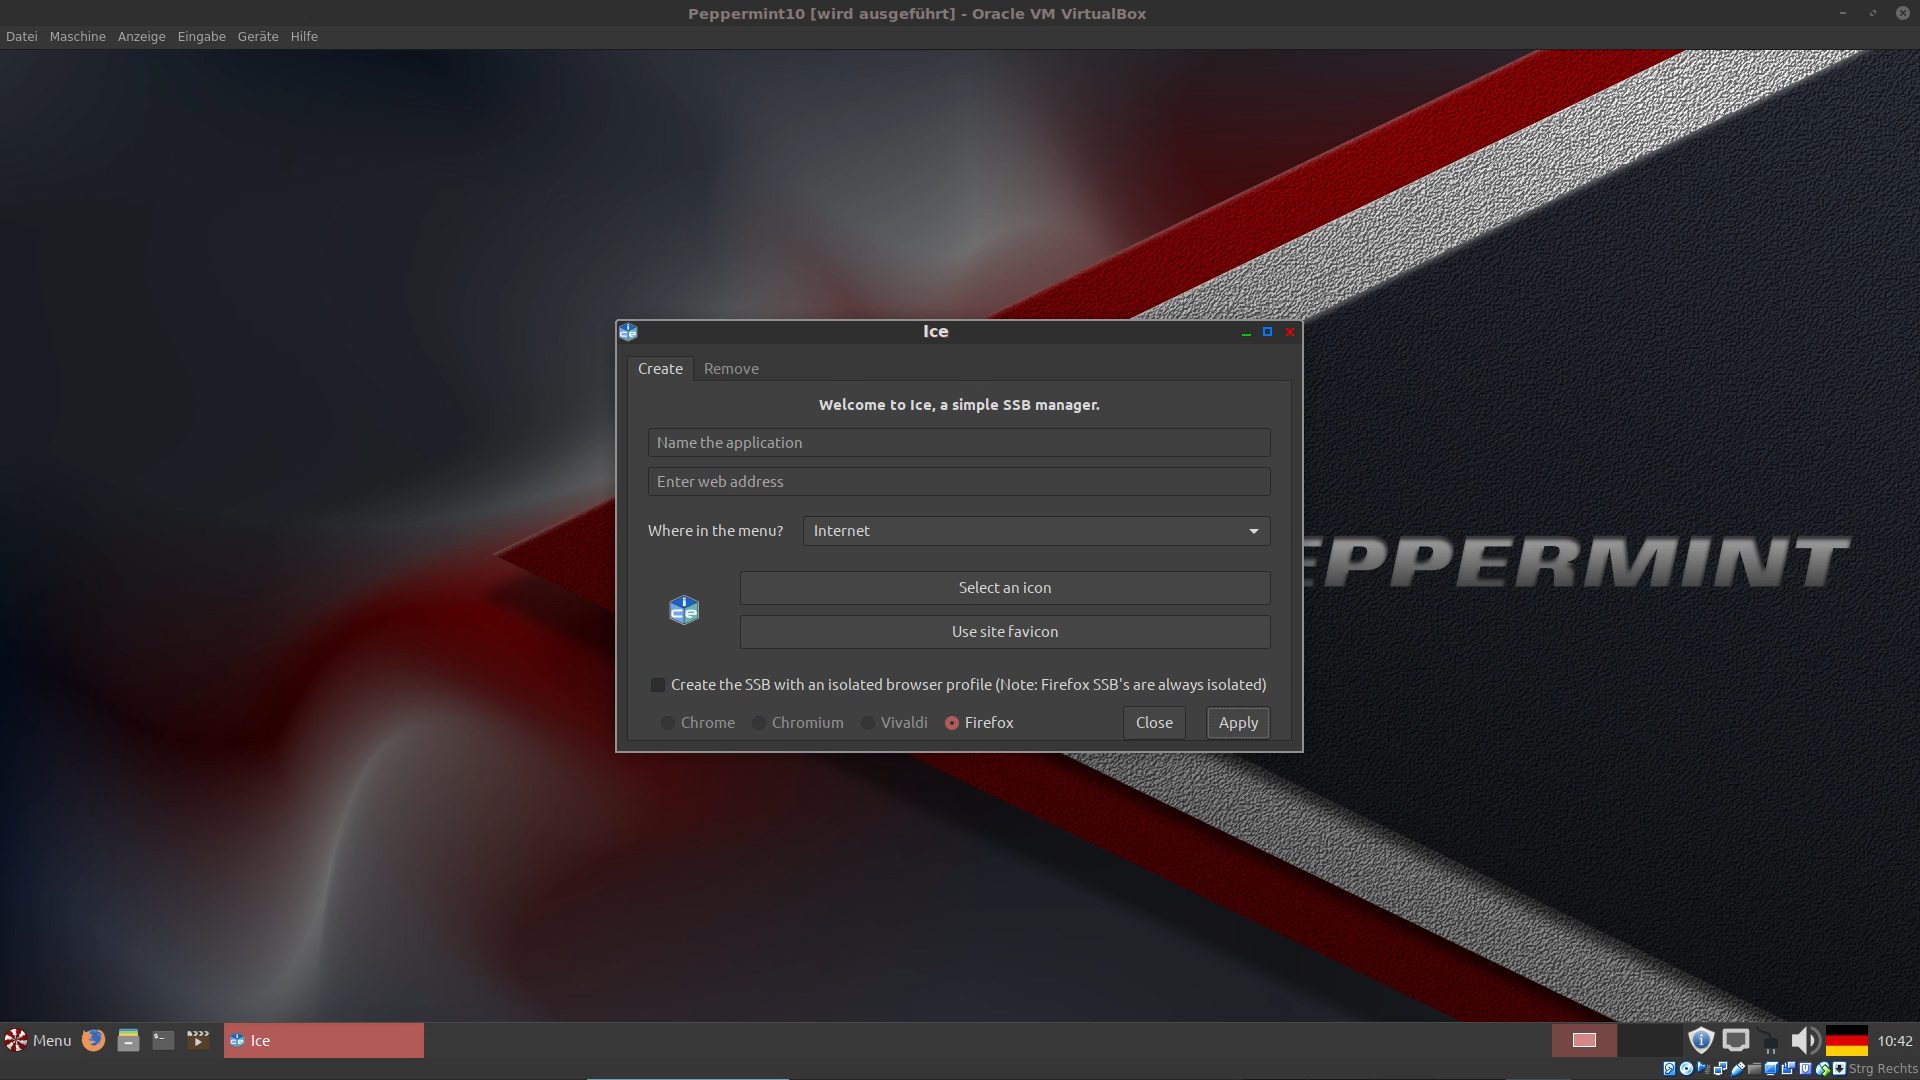 Peppermint10 [wird ausgeführt] - Oracle VM VirtualBox
Datei Maschine Anzeige Eingabe Geräte Hilfe
Ice
Create Remove
Welcome to Ice, a simple SSB manager.
Name the application
Enter web address
Where in the menu? Internet
EPPERMINT
Select an icon
Use site favicon
Create the SSB with an isolated browser profile (Note: Firefox SSB's are always isolated)
Chrome Chromium Vivaldi Firefox Close Apply
Menu Ice 10:42
Strg Rechts